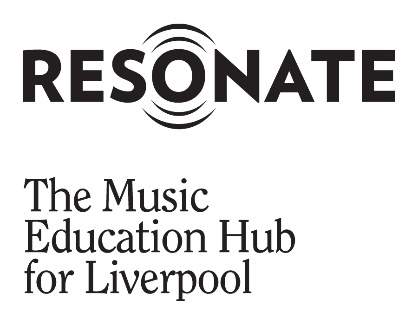 RESONATE
The Music
Education Hub
for Liverpool